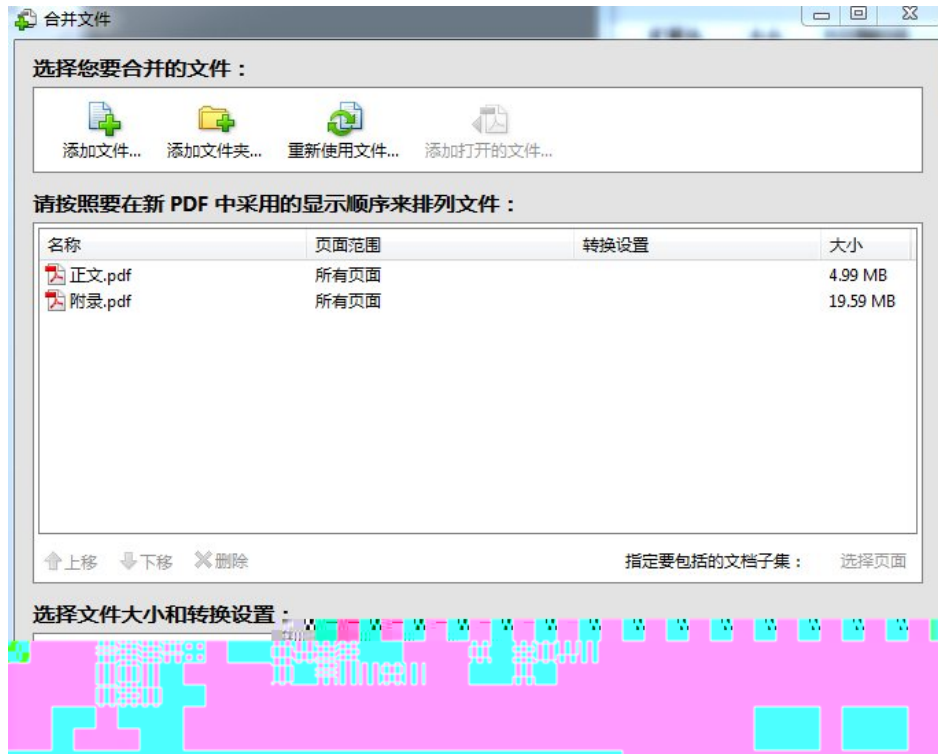 合并文件
选择您要合并的文件：
添加文件... 添加文件夹... 重新使用文件... 添加打开的文件...
请按照要在新 PDF 中采用的显示顺序来排列文件：
名称 页面范围 转换设置 大小
正文.pdf 所有页面 4.99 MB
附录.pdf 所有页面 19.59 MB
上移 下移 删除 指定要包括的文档子集： 选择页面
选择文件大小和转换设置：